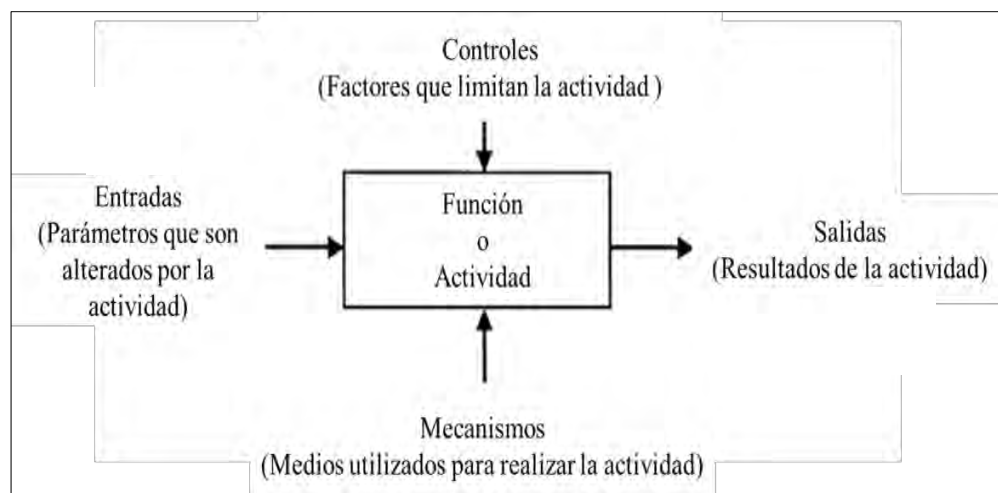 Controles
(Factores que limitan la actividad )
Entradas
(Parámetros que son
alterados por la
actividad)
Función
o
Actividad
Salidas
(Resultados de la actividad)
Mecanismos
(Medios utilizados para realizar la actividad)